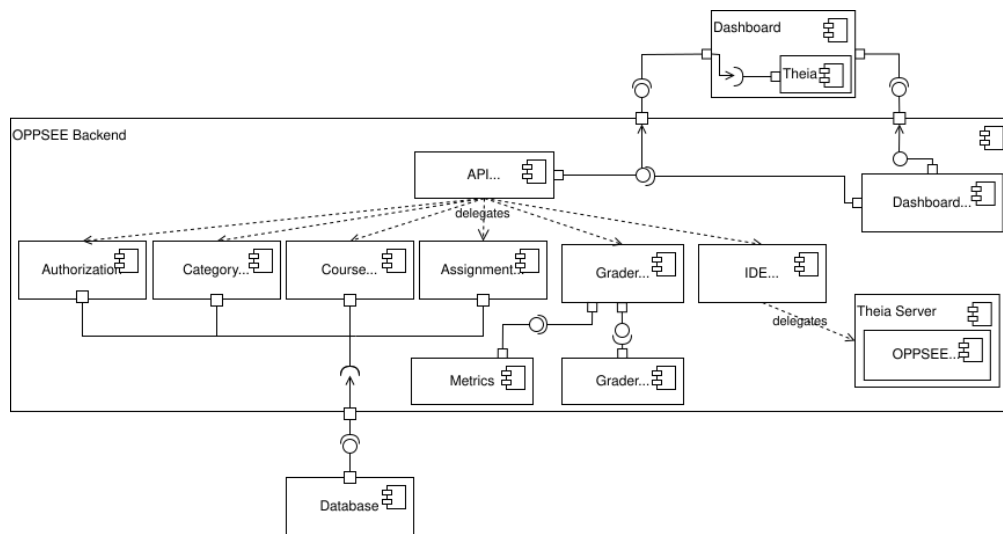 Dashboard
Theia
OPPSEE Backend
API...
Dashboard...
delegates
Authorization
Category...
Course...
Assignment...
Grader...
IDE...
Theia Server
delegates
OPPSEE...
Metrics
Grader...
Database